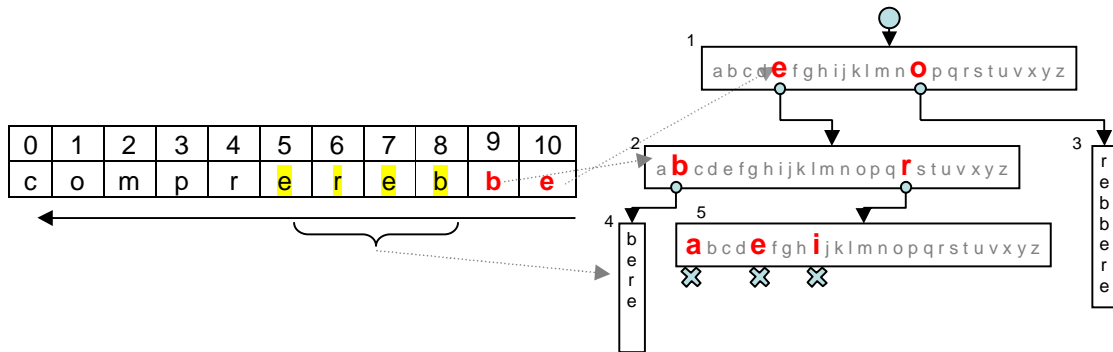 1
a b c d e f g h i j k l m n o p q r s t u v x y z
0 1 2 3 4 5 6 7 8 9 10
c o m p r e r e b b e
2
a b c d e f g h i j k l m n o p q r s t u v x y z
3
r e b b e r e
4
b e r e
5
a b c d e f g h i j k l m n o p q r s t u v x y z